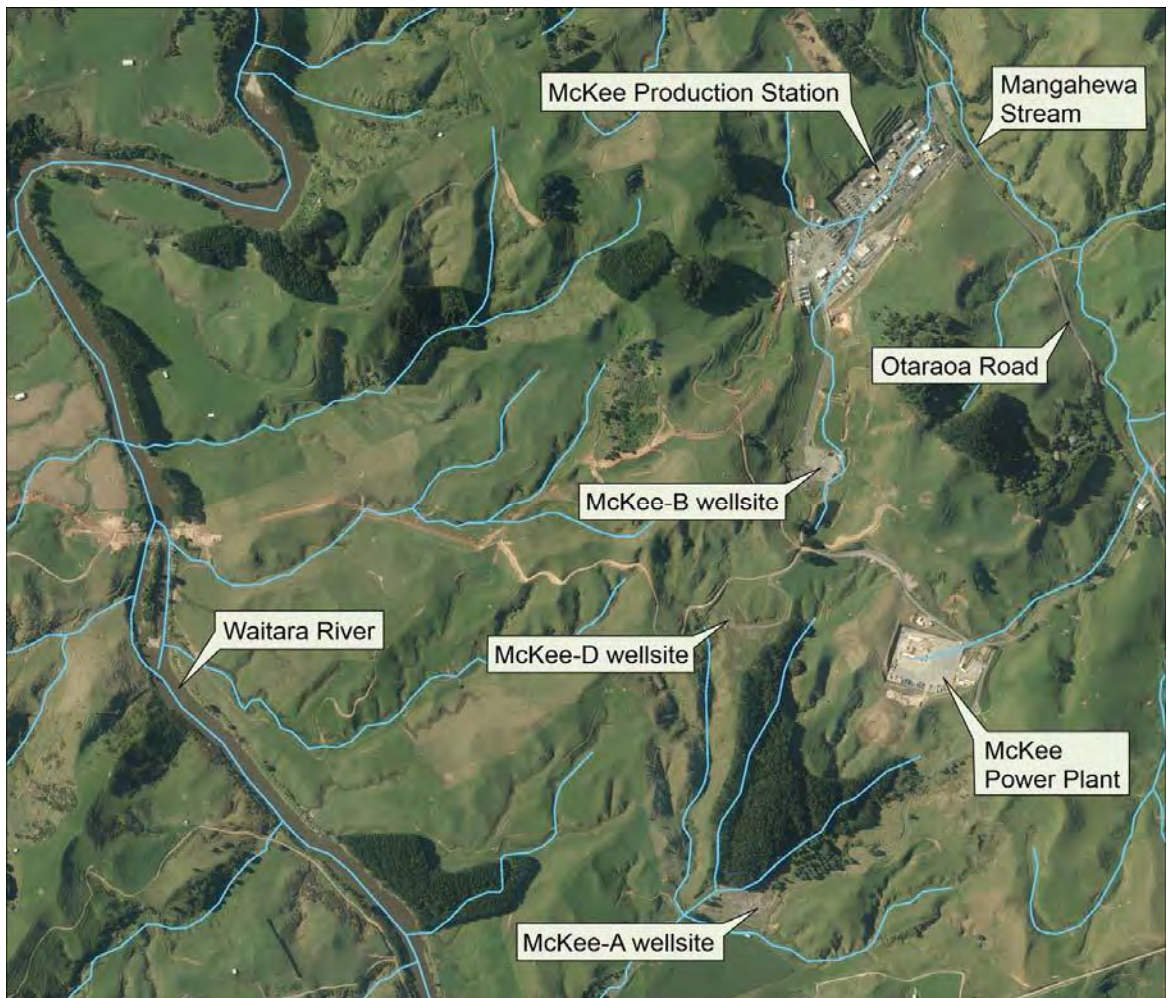 McKee Production Station
Mangahewa
Stream
Otaraoa Road
McKee-B wellsite
Waitara River
McKee-D wellsite
McKee
Power Plant
McKee-A wellsite